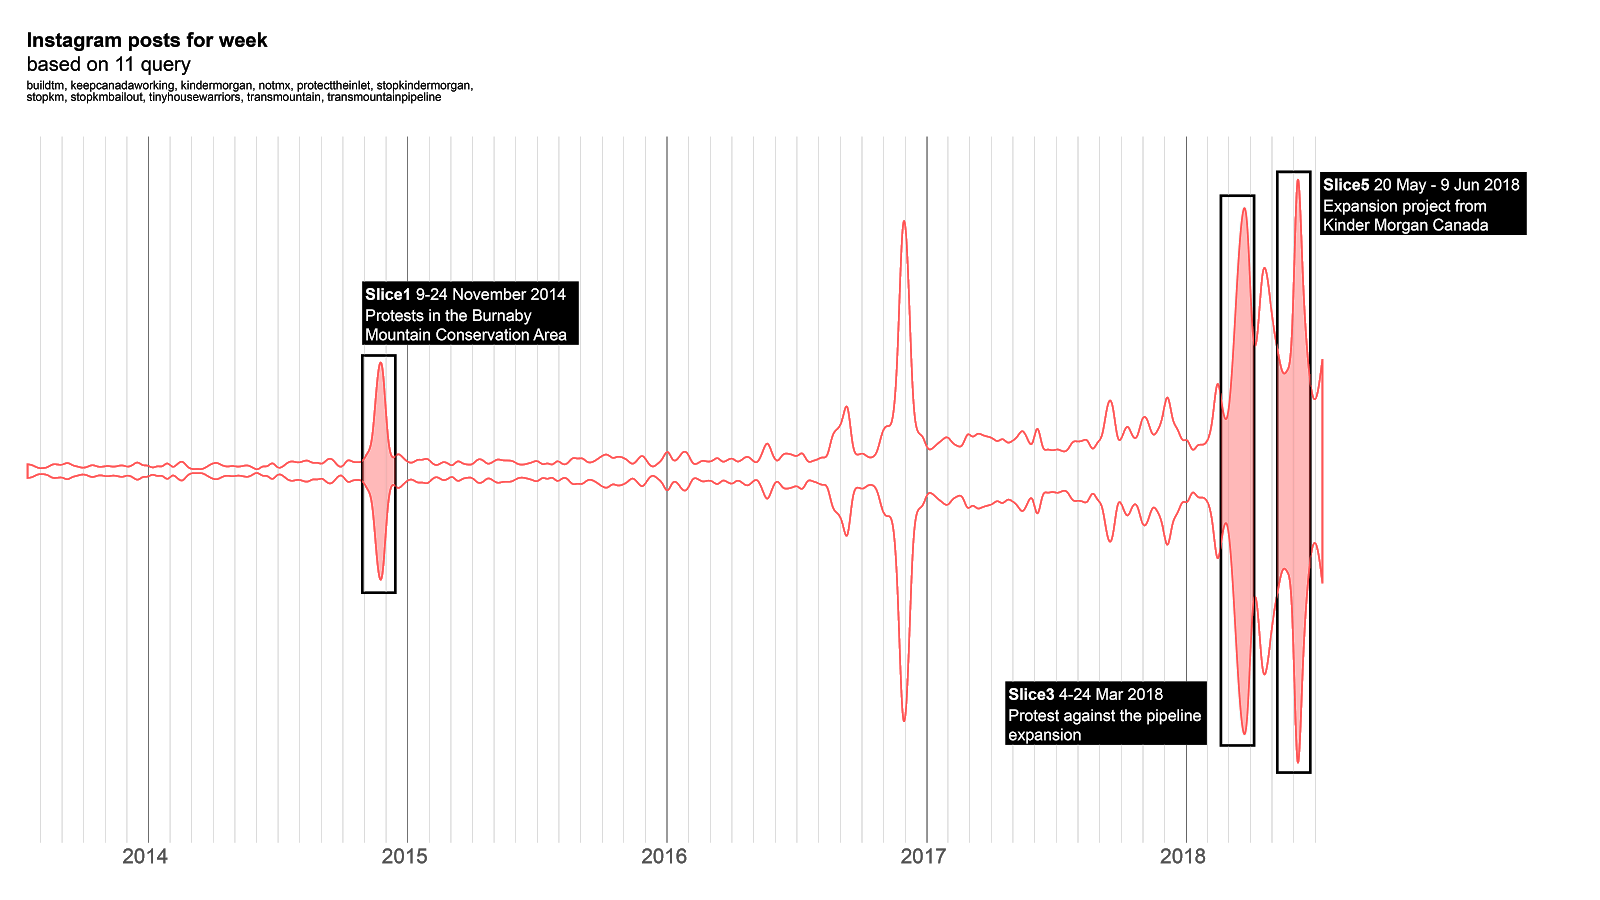 Instagram posts for week
based on 11 query
buildtm, keepcanadaworking, kindermorgan, notmx, protecttheinlet, stopkindermorgan,
stopkm, stopkmbailout, tinyhousewarriors, transmountain, transmountainpipeline
Slice5 20 May - 9 Jun 2018
Expansion project from
Kinder Morgan Canada
Slice1 9-24 November 2014
Protests in the Burnaby
Mountain Conservation Area
Slice3 4-24 Mar 2018
Protest against the pipeline
expansion
2014
2015
2016
2017
2018